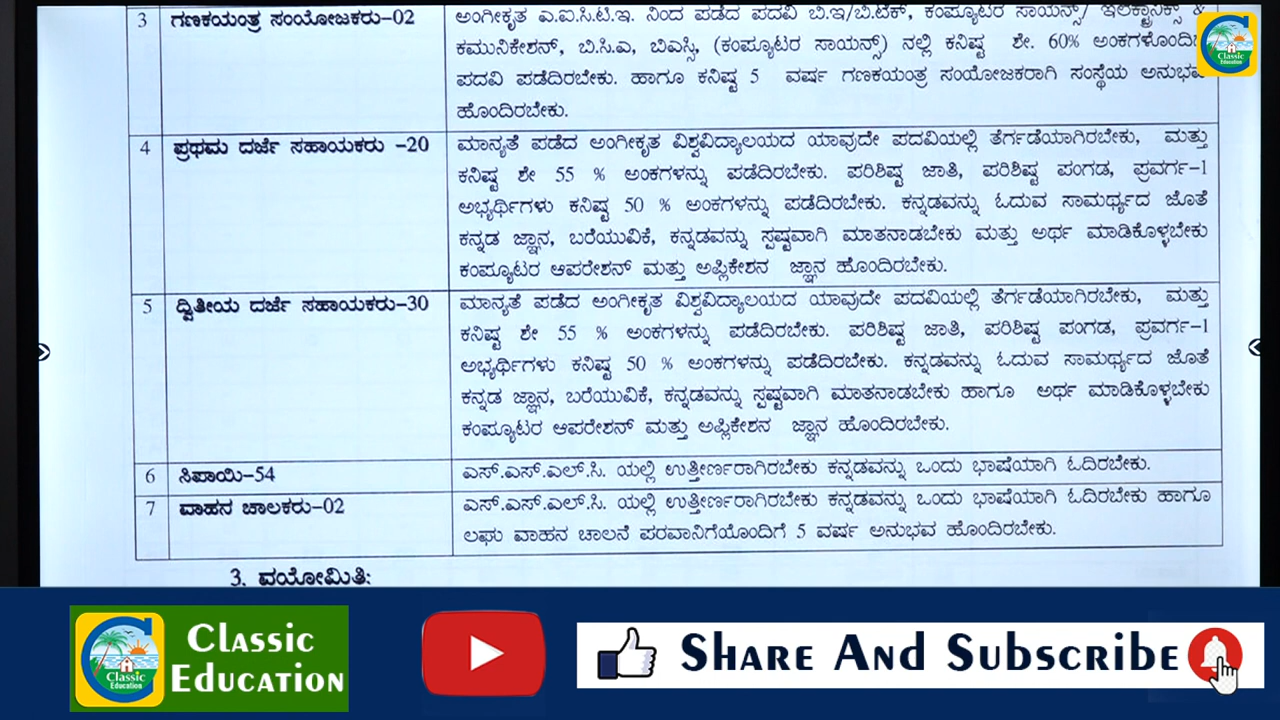 3 ಗಣಕಯಂತ್ರ ಸಂಯೋಜಕರು-02
ಅಂಗೀಕೃತ ಎ.ಐ.ಸಿ.ಟಿ.ಇ. ನಿಂದ ಪಡೆದ ಪದವಿ ಬಿ.ಇ/ಬಿ.ಟೆಕ್, ಕಂಪ್ಯೂಟರ ಸಾಯನ್ಸ್/ ಇಲೆಕ್ಟ್ರಾನಿಕ್ಸ್ &
ಕಮುನಿಕೇಶನ್, ಬಿ.ಸಿ.ಎ, ಬಿಎಸ್ಸಿ, (ಕಂಪ್ಯೂಟರ ಸಾಯನ್ಸ್) ನಲ್ಲಿ ಕನಿಷ್ಟ ಶೇ. 60% ಅಂಕಗಳೊಂದಿಗೆ
ಪದವಿ ಪಡೆದಿರಬೇಕು. ಹಾಗೂ ಕನಿಷ್ಟ 5 ವರ್ಷ ಗಣಕಯಂತ್ರ ಸಂಯೋಜಕರಾಗಿ ಸಂಸ್ಥೆಯ ಅನುಭವ
ಹೊಂದಿರಬೇಕು.
4 ಪ್ರಥಮ ದರ್ಜೆ ಸಹಾಯಕರು -20
ಮಾನ್ಯತೆ ಪಡೆದ ಅಂಗೀಕೃತ ವಿಶ್ವವಿದ್ಯಾಲಯದ ಯಾವುದೇ ಪದವಿಯಲ್ಲಿ ತೆರ್ಗಡೆಯಾಗಿರಬೇಕು, ಮತ್ತು
ಕನಿಷ್ಟ ಶೇ 55 % ಅಂಕಗಳನ್ನು ಪಡೆದಿರಬೇಕು. ಪರಿಶಿಷ್ಟ ಜಾತಿ, ಪರಿಶಿಷ್ಟ ಪಂಗಡ, ಪ್ರವರ್ಗ-1
ಅಭ್ಯರ್ಥಿಗಳು ಕನಿಷ್ಟ 50 % ಅಂಕಗಳನ್ನು ಪಡೆದಿರಬೇಕು. ಕನ್ನಡವನ್ನು ಓದುವ ಸಾಮರ್ಥ್ಯದ ಜೊತೆ
ಕನ್ನಡ ಜ್ಞಾನ, ಬರೆಯುವಿಕೆ, ಕನ್ನಡವನ್ನು ಸ್ಪಷ್ಟವಾಗಿ ಮಾತನಾಡಬೇಕು ಮತ್ತು ಅರ್ಥ ಮಾಡಿಕೊಳ್ಳಬೇಕು
ಕಂಪ್ಯೂಟರ ಆಪರೇಶನ್ ಮತ್ತು ಅಪ್ಲಿಕೇಶನ ಜ್ಞಾನ ಹೊಂದಿರಬೇಕು.
5 ದ್ವಿತೀಯ ದರ್ಜೆ ಸಹಾಯಕರು-30
ಮಾನ್ಯತೆ ಪಡೆದ ಅಂಗೀಕೃತ ವಿಶ್ವವಿದ್ಯಾಲಯದ ಯಾವುದೇ ಪದವಿಯಲ್ಲಿ ತೆರ್ಗಡೆಯಾಗಿರಬೇಕು, ಮತ್ತು
ಕನಿಷ್ಟ ಶೇ 55 % ಅಂಕಗಳನ್ನು ಪಡೆದಿರಬೇಕು. ಪರಿಶಿಷ್ಟ ಜಾತಿ, ಪರಿಶಿಷ್ಟ ಪಂಗಡ, ಪ್ರವರ್ಗ-1
ಅಭ್ಯರ್ಥಿಗಳು ಕನಿಷ್ಟ 50 % ಅಂಕಗಳನ್ನು ಪಡೆದಿರಬೇಕು. ಕನ್ನಡವನ್ನು ಓದುವ ಸಾಮರ್ಥ್ಯದ ಜೊತೆ
ಕನ್ನಡ ಜ್ಞಾನ, ಬರೆಯುವಿಕೆ, ಕನ್ನಡವನ್ನು ಸ್ಪಷ್ಟವಾಗಿ ಮಾತನಾಡಬೇಕು ಹಾಗೂ ಅರ್ಥ ಮಾಡಿಕೊಳ್ಳಬೇಕು
ಕಂಪ್ಯೂಟರ ಆಪರೇಶನ್ ಮತ್ತು ಅಪ್ಲಿಕೇಶನ ಜ್ಞಾನ ಹೊಂದಿರಬೇಕು.
6 ಸಿಪಾಯಿ-54
ಎಸ್.ಎಸ್.ಎಲ್.ಸಿ. ಯಲ್ಲಿ ಉತ್ತೀರ್ಣರಾಗಿರಬೇಕು ಕನ್ನಡವನ್ನು ಒಂದು ಭಾಷೆಯಾಗಿ ಓದಿರಬೇಕು.
7 ವಾಹನ ಚಾಲಕರು-02
ಎಸ್.ಎಸ್.ಎಲ್.ಸಿ. ಯಲ್ಲಿ ಉತ್ತೀರ್ಣರಾಗಿರಬೇಕು ಕನ್ನಡವನ್ನು ಒಂದು ಭಾಷೆಯಾಗಿ ಓದಿರಬೇಕು ಹಾಗೂ
ಲಘು ವಾಹನ ಚಾಲನೆ ಪರವಾನಿಗೆಯೊಂದಿಗೆ 5 ವರ್ಷ ಅನುಭವ ಹೊಂದಿರಬೇಕು.
3. ವಯೋಮಿತಿ:
Classic
Education
Classic
Education
Classic
Education
Share And Subscribe